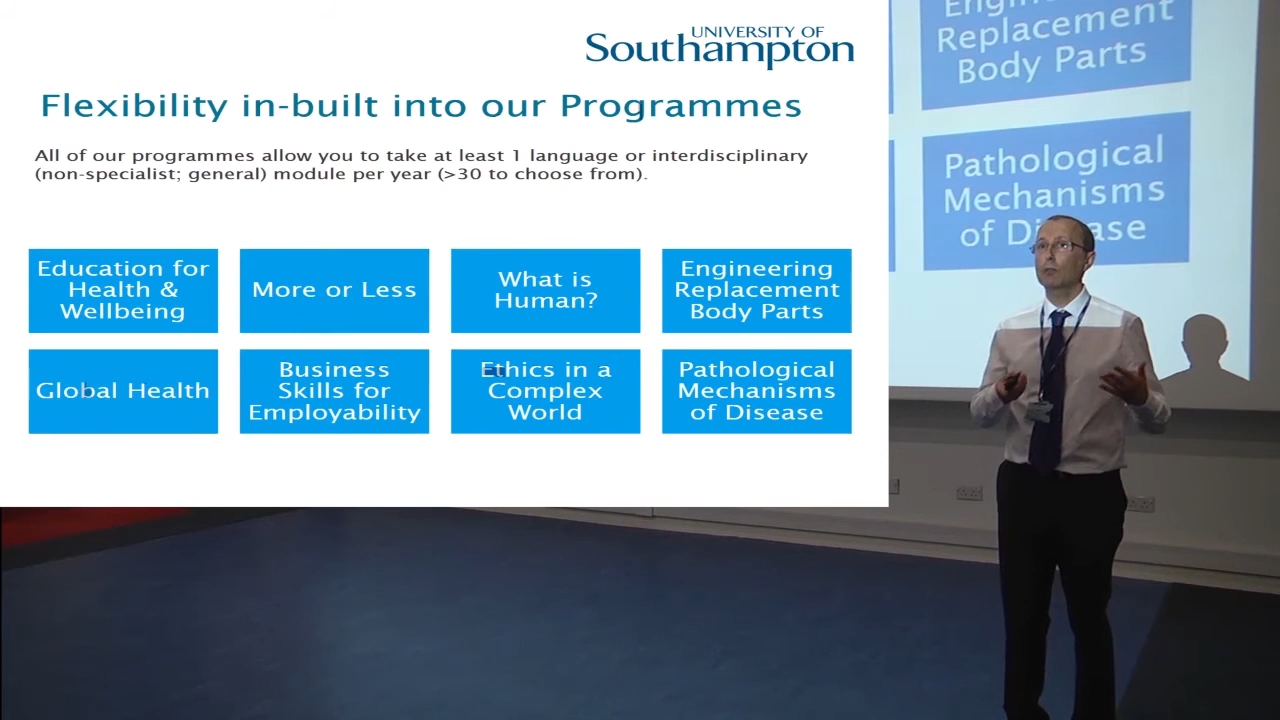 UNIVERSITY OF
Southampton
Flexibility in-built into our Programmes
All of our programmes allow you to take at least 1 language or interdisciplinary
(non-specialist; general) module per year (>30 to choose from).
Education for
Health &
Wellbeing
More or Less
What is
Human?
Engineering
Replacement
Body Parts
Global Health
Business
Skills for
Employability
Ethics in a
Complex
World
Pathological
Mechanisms
of Disease
Replacement
Body Parts
Pathological
Mechanisms
of Disease